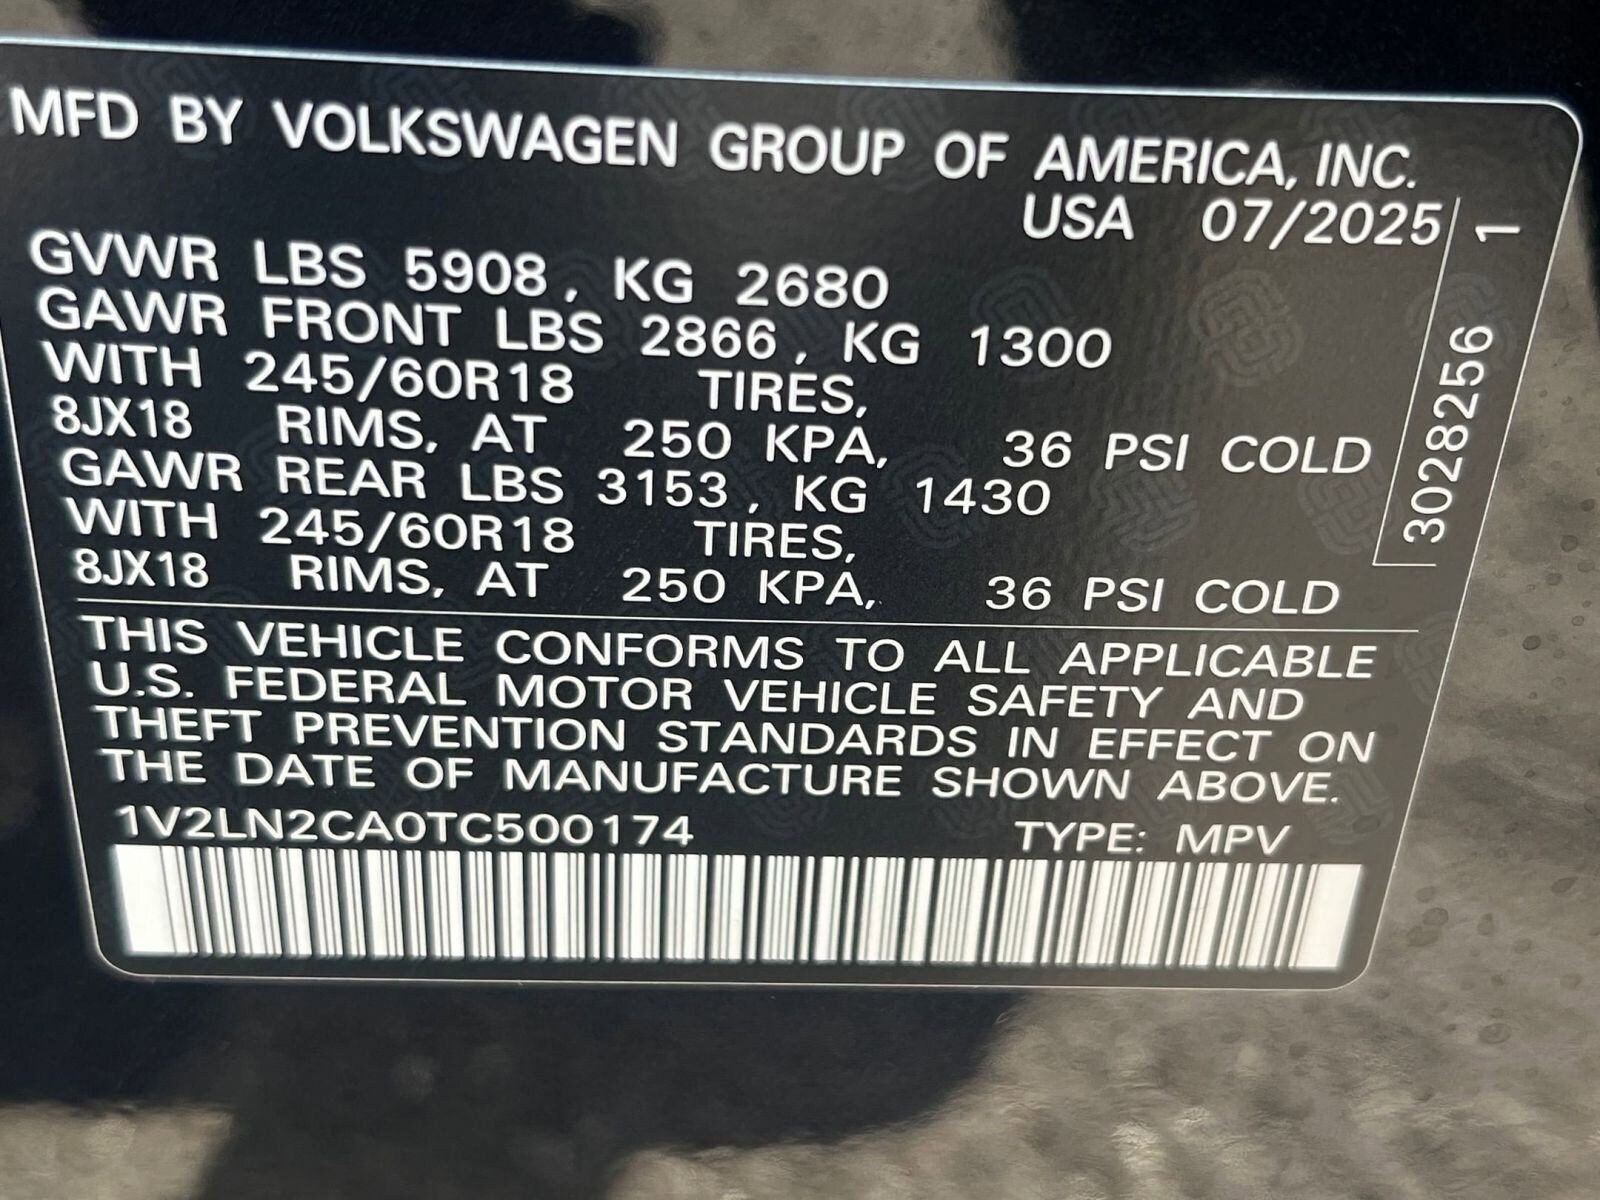 MFD BY VOLKSWAGEN GROUP OF AMERICA, INC.
USA 07/2025
GVWR LBS 5908, KG 2680
GAWR FRONT LBS 2866, KG 1300
WITH 245/60R18 TIRES,
8JX18 RIMS, AT 250 KPA, 36 PSI COLD
GAWR REAR LBS 3153, KG 1430
WITH 245/60R18 TIRES,
8JX18 RIMS, AT 250 KPA, 36 PSI COLD
THIS VEHICLE CONFORMS TO ALL APPLICABLE
U.S. FEDERAL MOTOR VEHICLE SAFETY AND
THEFT PREVENTION STANDARDS IN EFFECT ON
THE DATE OF MANUFACTURE SHOWN ABOVE.
1V2LN2CA0TC500174 TYPE: MPV
3028256 1